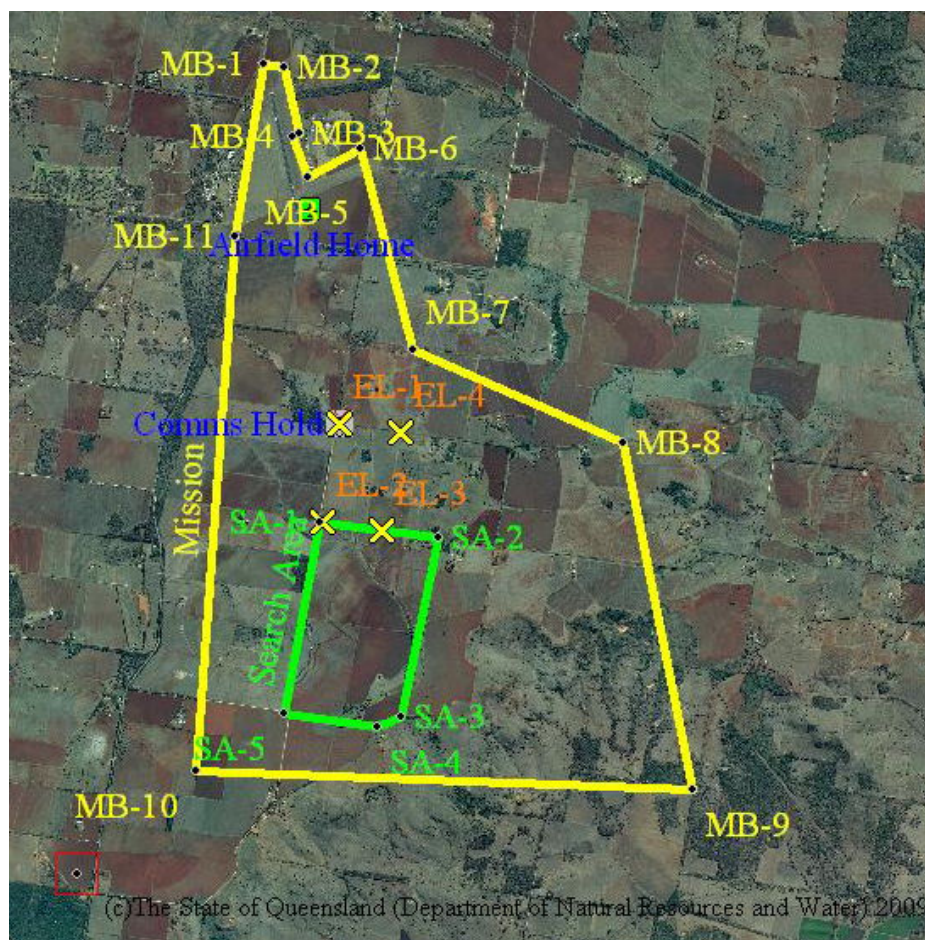 MB-1
MB-2
MB-4
MB-3
MB-6
MB-5
MB-11
Airfield Home
MB-7
EL-1
EL-4
Comms Hold
MB-8
Mission
EL-2
EL-3
SA-1
SA-2
Search Area
SA-3
SA-5
SA-4
MB-10
MB-9
(c)The State of Queensland (Department of Natural Resources and Water) 2009